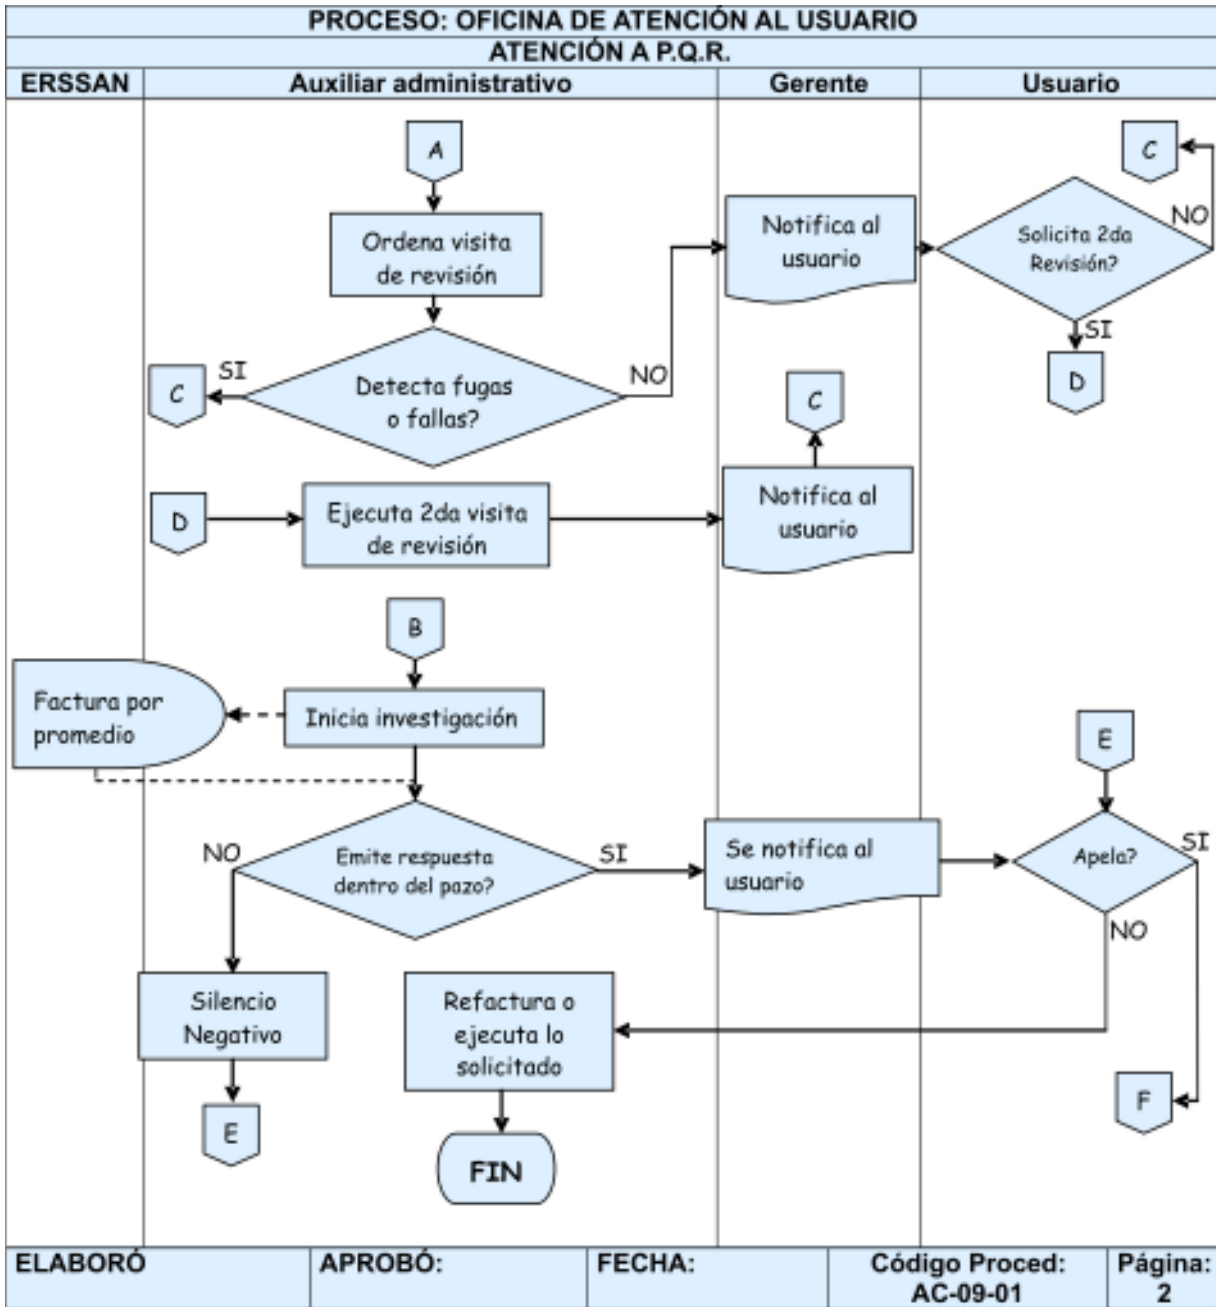 PROCESO: OFICINA DE ATENCIÓN AL USUARIO
ATENCIÓN A P.Q.R.
ERSSAN
Auxiliar administrativo
Gerente
Usuario
A
C
Ordena visita
de revisión
Notifica al
usuario
Solicita 2da
Revisión?
NO
SI
D
C
SI
Detecta fugas
o fallas?
NO
C
D
Ejecuta 2da visita
de revisión
Notifica al
usuario
B
Factura por
promedio
Inicia investigación
E
NO
Emite respuesta
dentro del pazo?
SI
Se notifica al
usuario
Apela?
SI
NO
Silencio
Negativo
Refactura o
ejecuta lo
solicitado
F
E
FIN
ELABORÓ
APROBÓ:
FECHA:
Código Proced:
AC-09-01
Página:
2